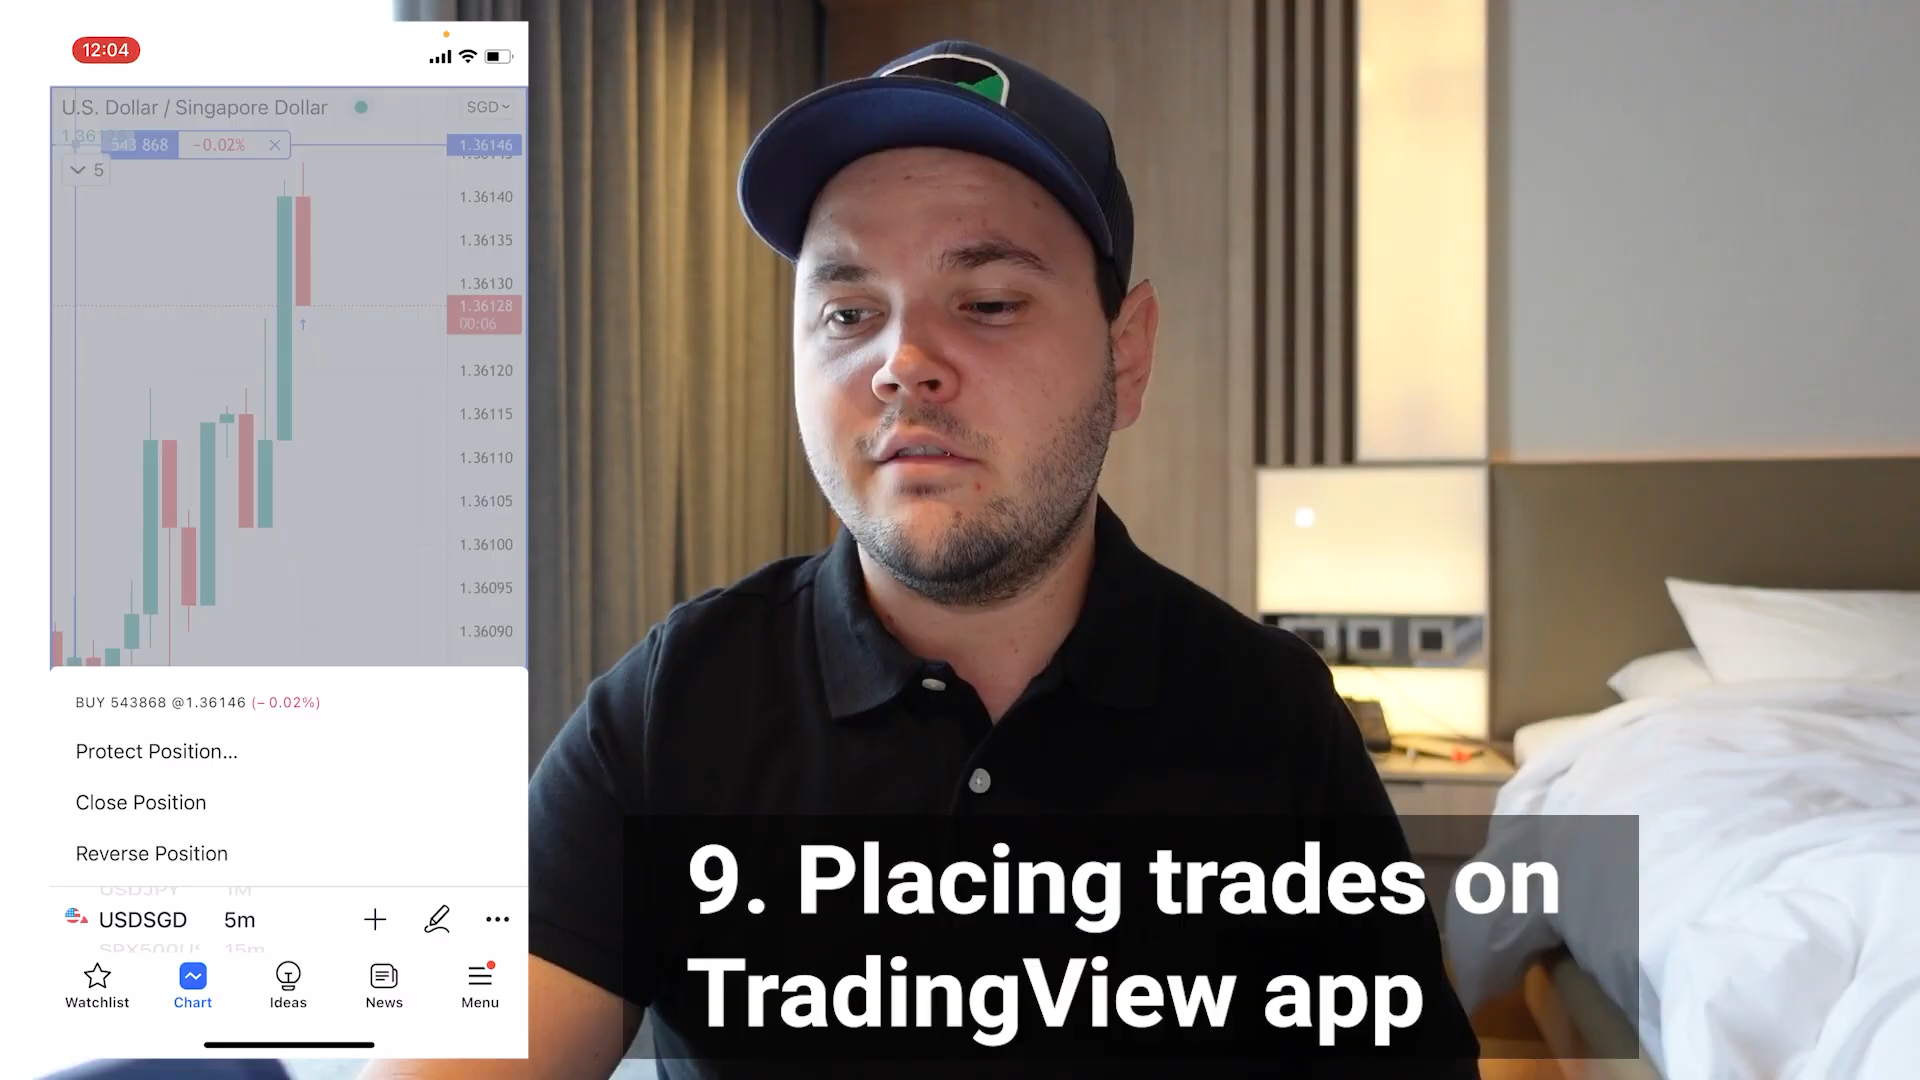 12:04
U.S. Dollar / Singapore Dollar
SGD
543 868 −0.02%
1.36146
5
1.36140
1.36135
1.36130
1.36128
00:06
1.36120
1.36115
1.36110
1.36105
1.36100
1.36095
1.36090
BUY 543868 @1.36146 (−0.02%)
Protect Position...
Close Position
Reverse Position
USDJPY 1M
USDSGD 5m
15m
Watchlist
Chart
Ideas
News
Menu
9. Placing trades on
TradingView app